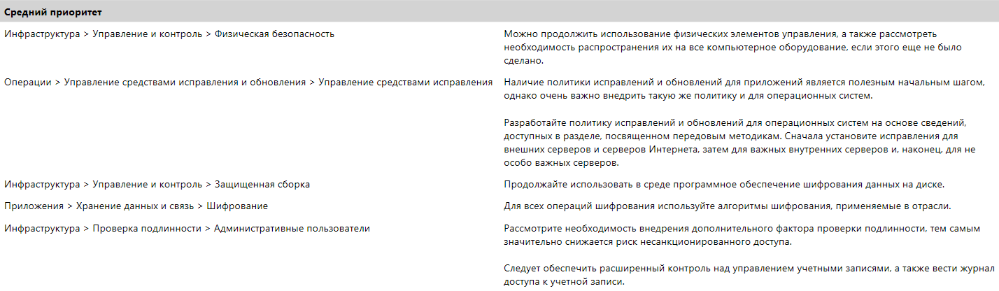 Средний приоритет
Инфраструктура > Управление и контроль > Физическая безопасность
Можно продолжить использование физических элементов управления, а также рассмотреть
необходимость распространения их на все компьютерное оборудование, если этого еще не было
сделано.
Операции > Управление средствами исправления и обновления > Управление средствами исправления
Наличие политики исправлений и обновлений для приложений является полезным начальным шагом,
однако очень важно внедрить такую же политику и для операционных систем.
Разработайте политику исправлений и обновлений для операционных систем на основе сведений,
доступных в разделе, посвященном передовым методикам. Сначала установите исправления для
внешних серверов и серверов Интернета, затем для важных внутренних серверов и, наконец, для не
особо важных серверов.
Инфраструктура > Управление и контроль > Защищенная сборка
Продолжайте использовать в среде программное обеспечение шифрования данных на диске.
Приложения > Хранение данных и связь > Шифрование
Для всех операций шифрования используйте алгоритмы шифрования, применяемые в отрасли.
Инфраструктура > Проверка подлинности > Административные пользователи
Рассмотрите необходимость внедрения дополнительного фактора проверки подлинности, тем самым
значительно снижается риск несанкционированного доступа.
Следует обеспечить расширенный контроль над управлением учетными записями, а также вести журнал
доступа к учетной записи.